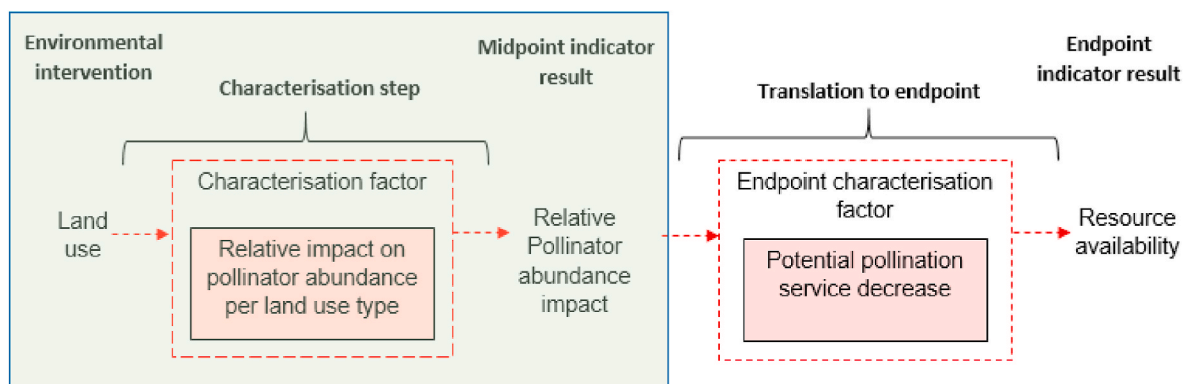 Environmental
intervention
Characterisation step
Midpoint indicator
result
Translation to endpoint
Endpoint
indicator result
Land
use
Characterisation factor
Relative impact on
pollinator abundance
per land use type
Relative
Pollinator
abundance
impact
Endpoint characterisation
factor
Potential pollination
service decrease
Resource
availability